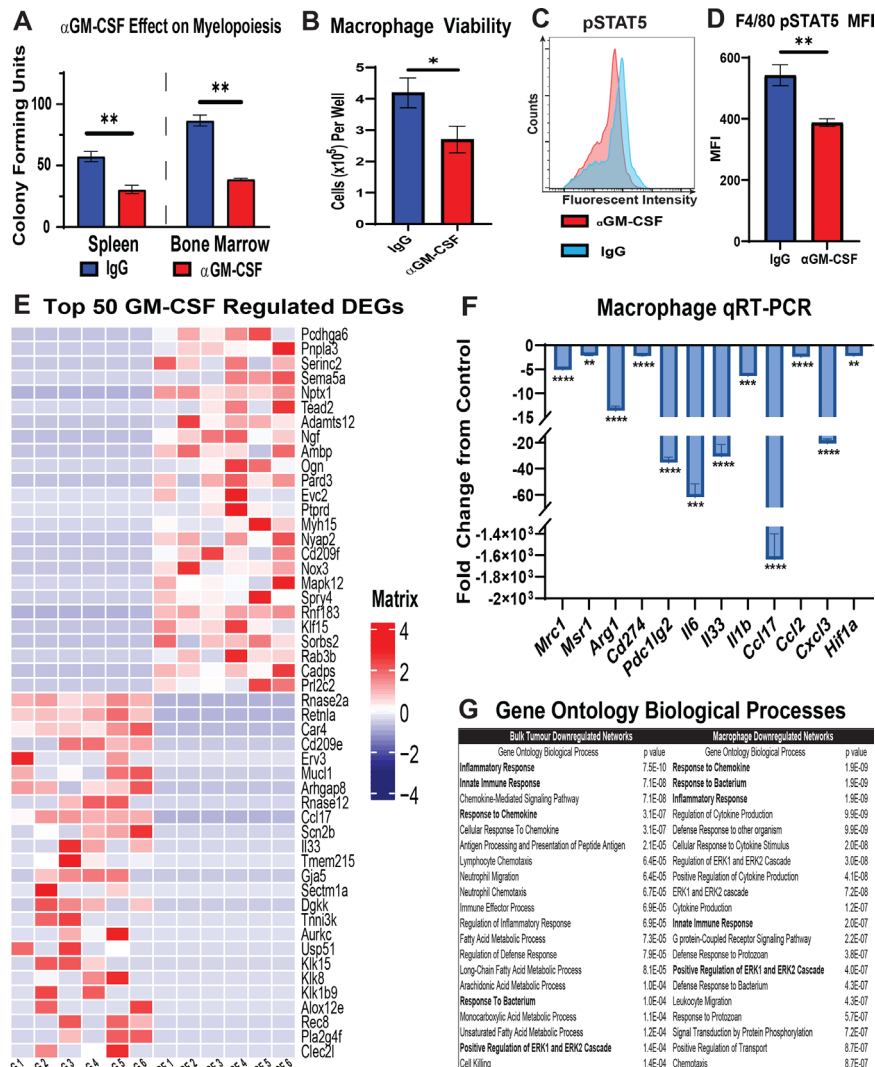 A
αGM-CSF Effect on Myelopoiesis
Colony Forming Units
100
50
0
**
**
Spleen
Bone Marrow
IgG
αGM-CSF
B
Macrophage Viability
Cells (x10⁵) Per Well
6
5
4
3
2
1
0
*
IgG
αGM-CSF
C
pSTAT5
Counts
Fluorescent Intensity
αGM-CSF
IgG
D
F4/80 pSTAT5 MFI
MFI
600
400
200
0
**
IgG
αGM-CSF
E Top 50 GM-CSF Regulated DEGs
Pcdhga6
Pnpla3
Serinc2
Sema5a
Nptx1
Tead2
Adamts12
Ngf
Ambp
Ogn
Pard3
Evc2
Ptprd
Myh15
Nyap2
Cd209f
Nox3
Mapk12
Spry4
Rnf183
Klf15
Sorbs2
Rab3b
Cadps
Prl2c2
Rnase2a
Retnla
Car4
Cd209e
Erv3
Mucl1
Arhgap8
Rnase12
Ccl17
Scn2b
Il33
Tmem215
Gja5
Sectm1a
Dgkk
Tnni3k
Aurkc
Usp51
Klk15
Klk8
Klk1b9
Alox12e
Rec8
Pla2g4f
Clec2l
Matrix
4
2
0
−2
−4
F
Macrophage qRT-PCR
Fold Change from Control
0
-5
-10
-15
-20
-40
-60
-1.4×10³
-1.6×10³
-1.8×10³
-2×10³
****
**
****
****
****
***
****
***
****
****
****
**
Mrc1
Msr1
Arg1
Cd274
Pdc1lg2
Il6
Il33
Il1b
Ccl17
Ccl2
Cxcl3
Hif1a
G Gene Ontology Biological Processes
Bulk Tumour Downregulated Networks Macrophage Downregulated Networks
Gene Ontology Biological Process p value Gene Ontology Biological Process p value
Inflammatory Response 7.5E-10 Response to Chemokine 1.9E-09
Innate Immune Response 7.1E-08 Response to Bacterium 1.9E-09
Chemokine-Mediated Signaling Pathway 7.1E-08 Inflammatory Response 1.9E-09
Response to Chemokine 3.1E-07 Regulation of Cytokine Production 9.9E-09
Cellular Response To Chemokine 3.1E-07 Defense Response to other organism 9.9E-09
Antigen Processing and Presentation of Peptide Antigen 2.1E-05 Cellular Response to Cytokine Stimulus 2.0E-08
Lymphocyte Chemotaxis 6.4E-05 Regulation of ERK1 and ERK2 Cascade 3.0E-08
Neutrophil Migration 6.4E-05 Positive Regulation of Cytokine Production 4.1E-08
Neutrophil Chemotaxis 6.7E-05 ERK1 and ERK2 cascade 7.2E-08
Immune Effector Process 6.9E-05 Cytokine Production 1.2E-07
Regulation of Inflammatory Response 6.9E-05 Innate Immune Response 2.0E-07
Fatty Acid Metabolic Process 7.3E-05 G protein-Coupled Receptor Signaling Pathway 2.2E-07
Regulation of Defense Response 7.9E-05 Defense Response to Protozoan 3.8E-07
Long-Chain Fatty Acid Metabolic Process 8.1E-05 Positive Regulation of ERK1 and ERK2 Cascade 4.0E-07
Arachidonic Acid Metabolic Process 1.0E-04 Defense Response to Bacterium 4.3E-07
Response To Bacterium 1.0E-04 Leukocyte Migration 4.3E-07
Monocarboxylic Acid Metabolic Process 1.1E-04 Response to Protozoan 5.7E-07
Unsaturated Fatty Acid Metabolic Process 1.2E-04 Signal Transduction by Protein Phosphorylation 7.2E-07
Positive Regulation of ERK1 and ERK2 Cascade 1.4E-04 Positive Regulation of Transport 8.7E-07
Cell Killing 1.4E-04 Chemotaxis 8.7E-07